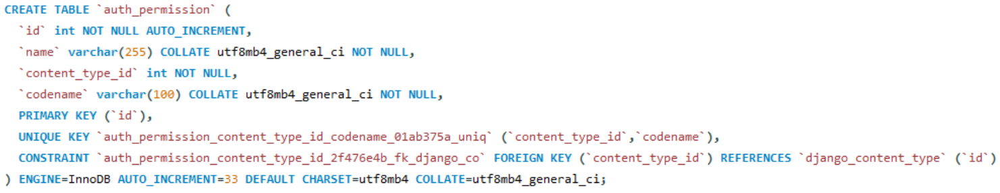 CREATE TABLE `auth_permission` (
  `id` int NOT NULL AUTO_INCREMENT,
  `name` varchar(255) COLLATE utf8mb4_general_ci NOT NULL,
  `content_type_id` int NOT NULL,
  `codename` varchar(100) COLLATE utf8mb4_general_ci NOT NULL,
  PRIMARY KEY (`id`),
  UNIQUE KEY `auth_permission_content_type_id_codename_01ab375a_uniq` (`content_type_id`,`codename`),
  CONSTRAINT `auth_permission_content_type_id_2f476e4b_fk_django_co` FOREIGN KEY (`content_type_id`) REFERENCES `django_content_type` (`id`)
) ENGINE=InnoDB AUTO_INCREMENT=33 DEFAULT CHARSET=utf8mb4 COLLATE=utf8mb4_general_ci;